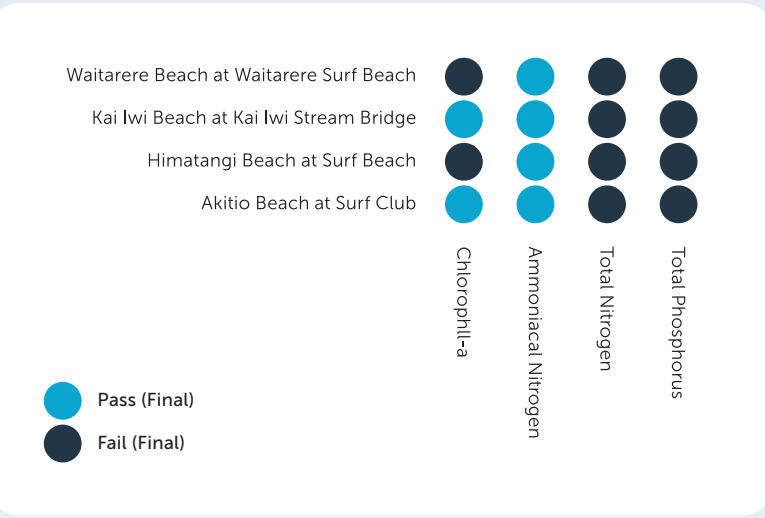 Waitarere Beach at Waitarere Surf Beach
Kai Iwi Beach at Kai Iwi Stream Bridge
Himatangi Beach at Surf Beach
Akitio Beach at Surf Club
Chlorophll-a
Ammoniacal Nitrogen
Total Nitrogen
Total Phosphorus
Pass (Final)
Fail (Final)